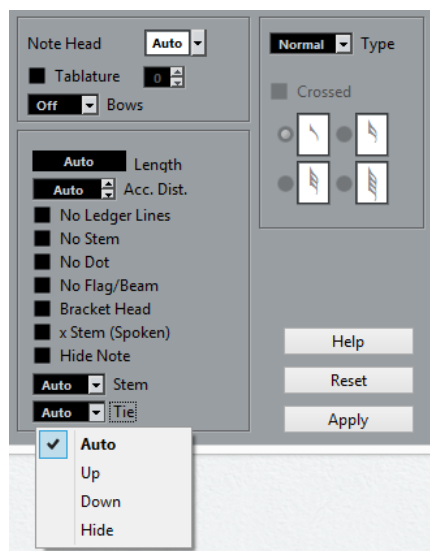 Note Head Auto
Tablature 0
Off Bows
Auto Length
Auto Acc. Dist.
No Ledger Lines
No Stem
No Dot
No Flag/Beam
Bracket Head
x Stem (Spoken)
Hide Note
Auto Stem
Auto Tie
Auto
Up
Down
Hide
Normal Type
Crossed
Help
Reset
Apply